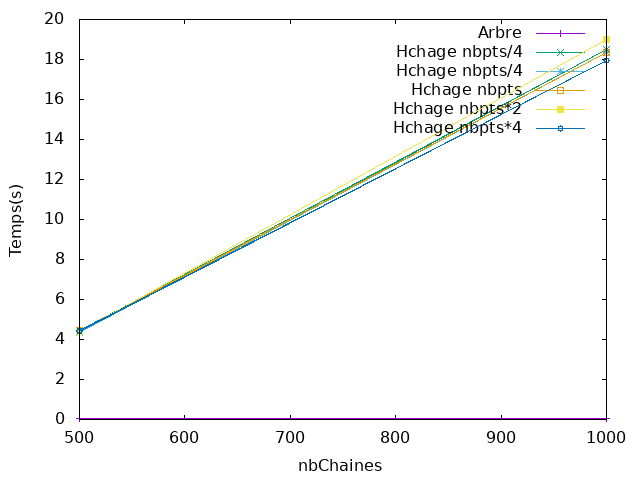 20
18
16
14
12
10
8
6
4
2
0
Temps(s)
Arbre
Hchage nbpts/4
Hchage nbpts/4
Hchage nbpts
Hchage nbpts*2
Hchage nbpts*4
500 600 700 800 900 1000
nbChaines